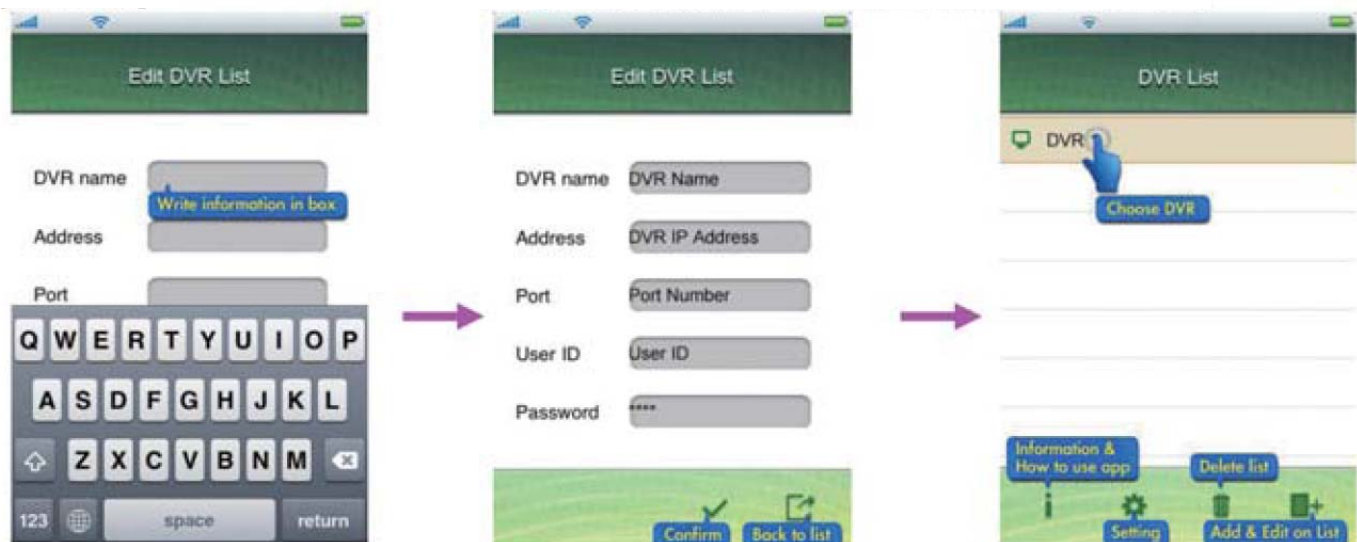 Edit DVR List
DVR name
Write information in box
Address
Port
Q W E R T Y U I O P
A S D F G H J K L
Z X C V B N M
123 space return
Edit DVR List
DVR name DVR Name
Address DVR IP Address
Port Port Number
User ID User ID
Password ****
Confirm Back to list
DVR List
DVR
Choose DVR
Information &
How to use app
Delete list
Setting Add & Edit on List